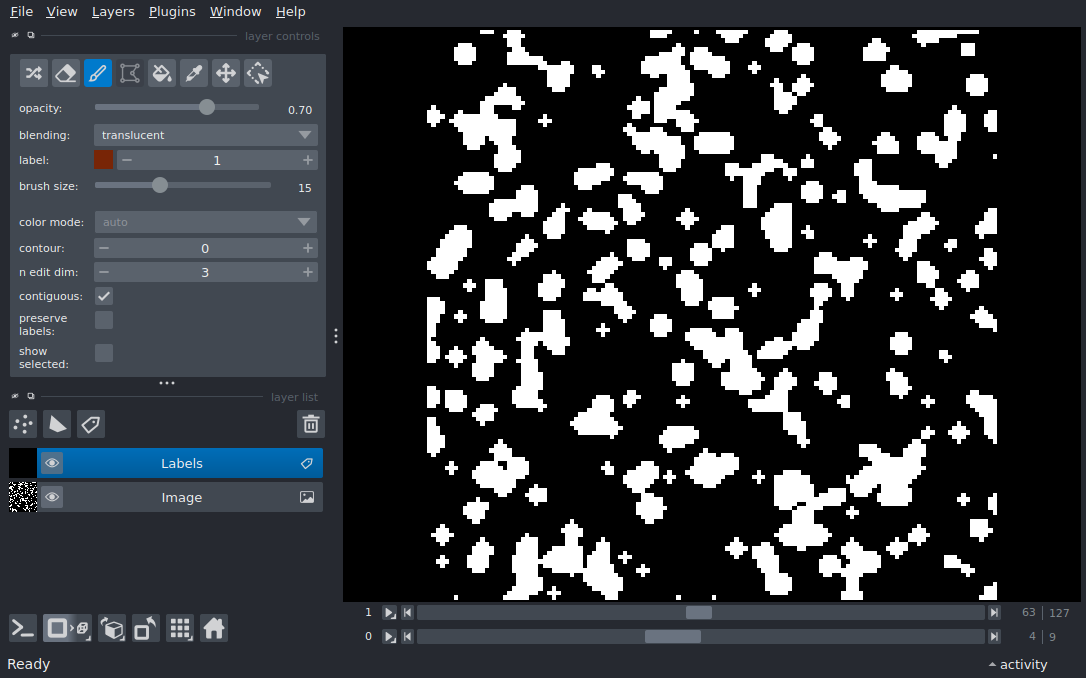 File View Layers Plugins Window Help
layer controls
opacity: 0.70
blending: translucent
label: 1
brush size: 15
color mode: auto
contour: 0
n edit dim: 3
contiguous:
preserve
labels:
show
selected:
layer list
Labels
Image
1 63 127
0 4 9
Ready activity